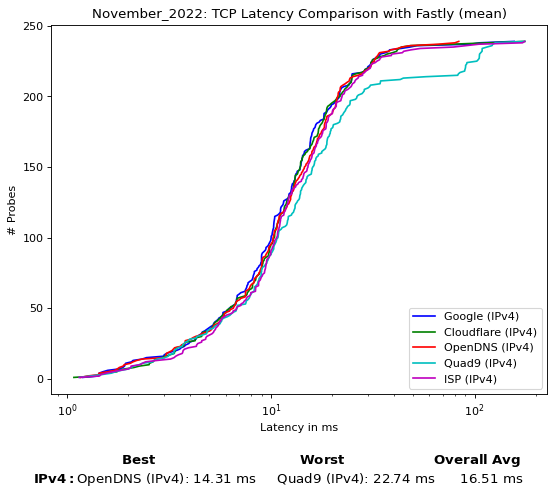 November_2022: TCP Latency Comparison with Fastly (mean)
250
200
150
100
50
0
# Probes
10⁰ 10¹ 10²
Latency in ms
Google (IPv4)
Cloudflare (IPv4)
OpenDNS (IPv4)
Quad9 (IPv4)
ISP (IPv4)
Best Worst Overall Avg
IPv4: OpenDNS (IPv4): 14.31 ms Quad9 (IPv4): 22.74 ms 16.51 ms